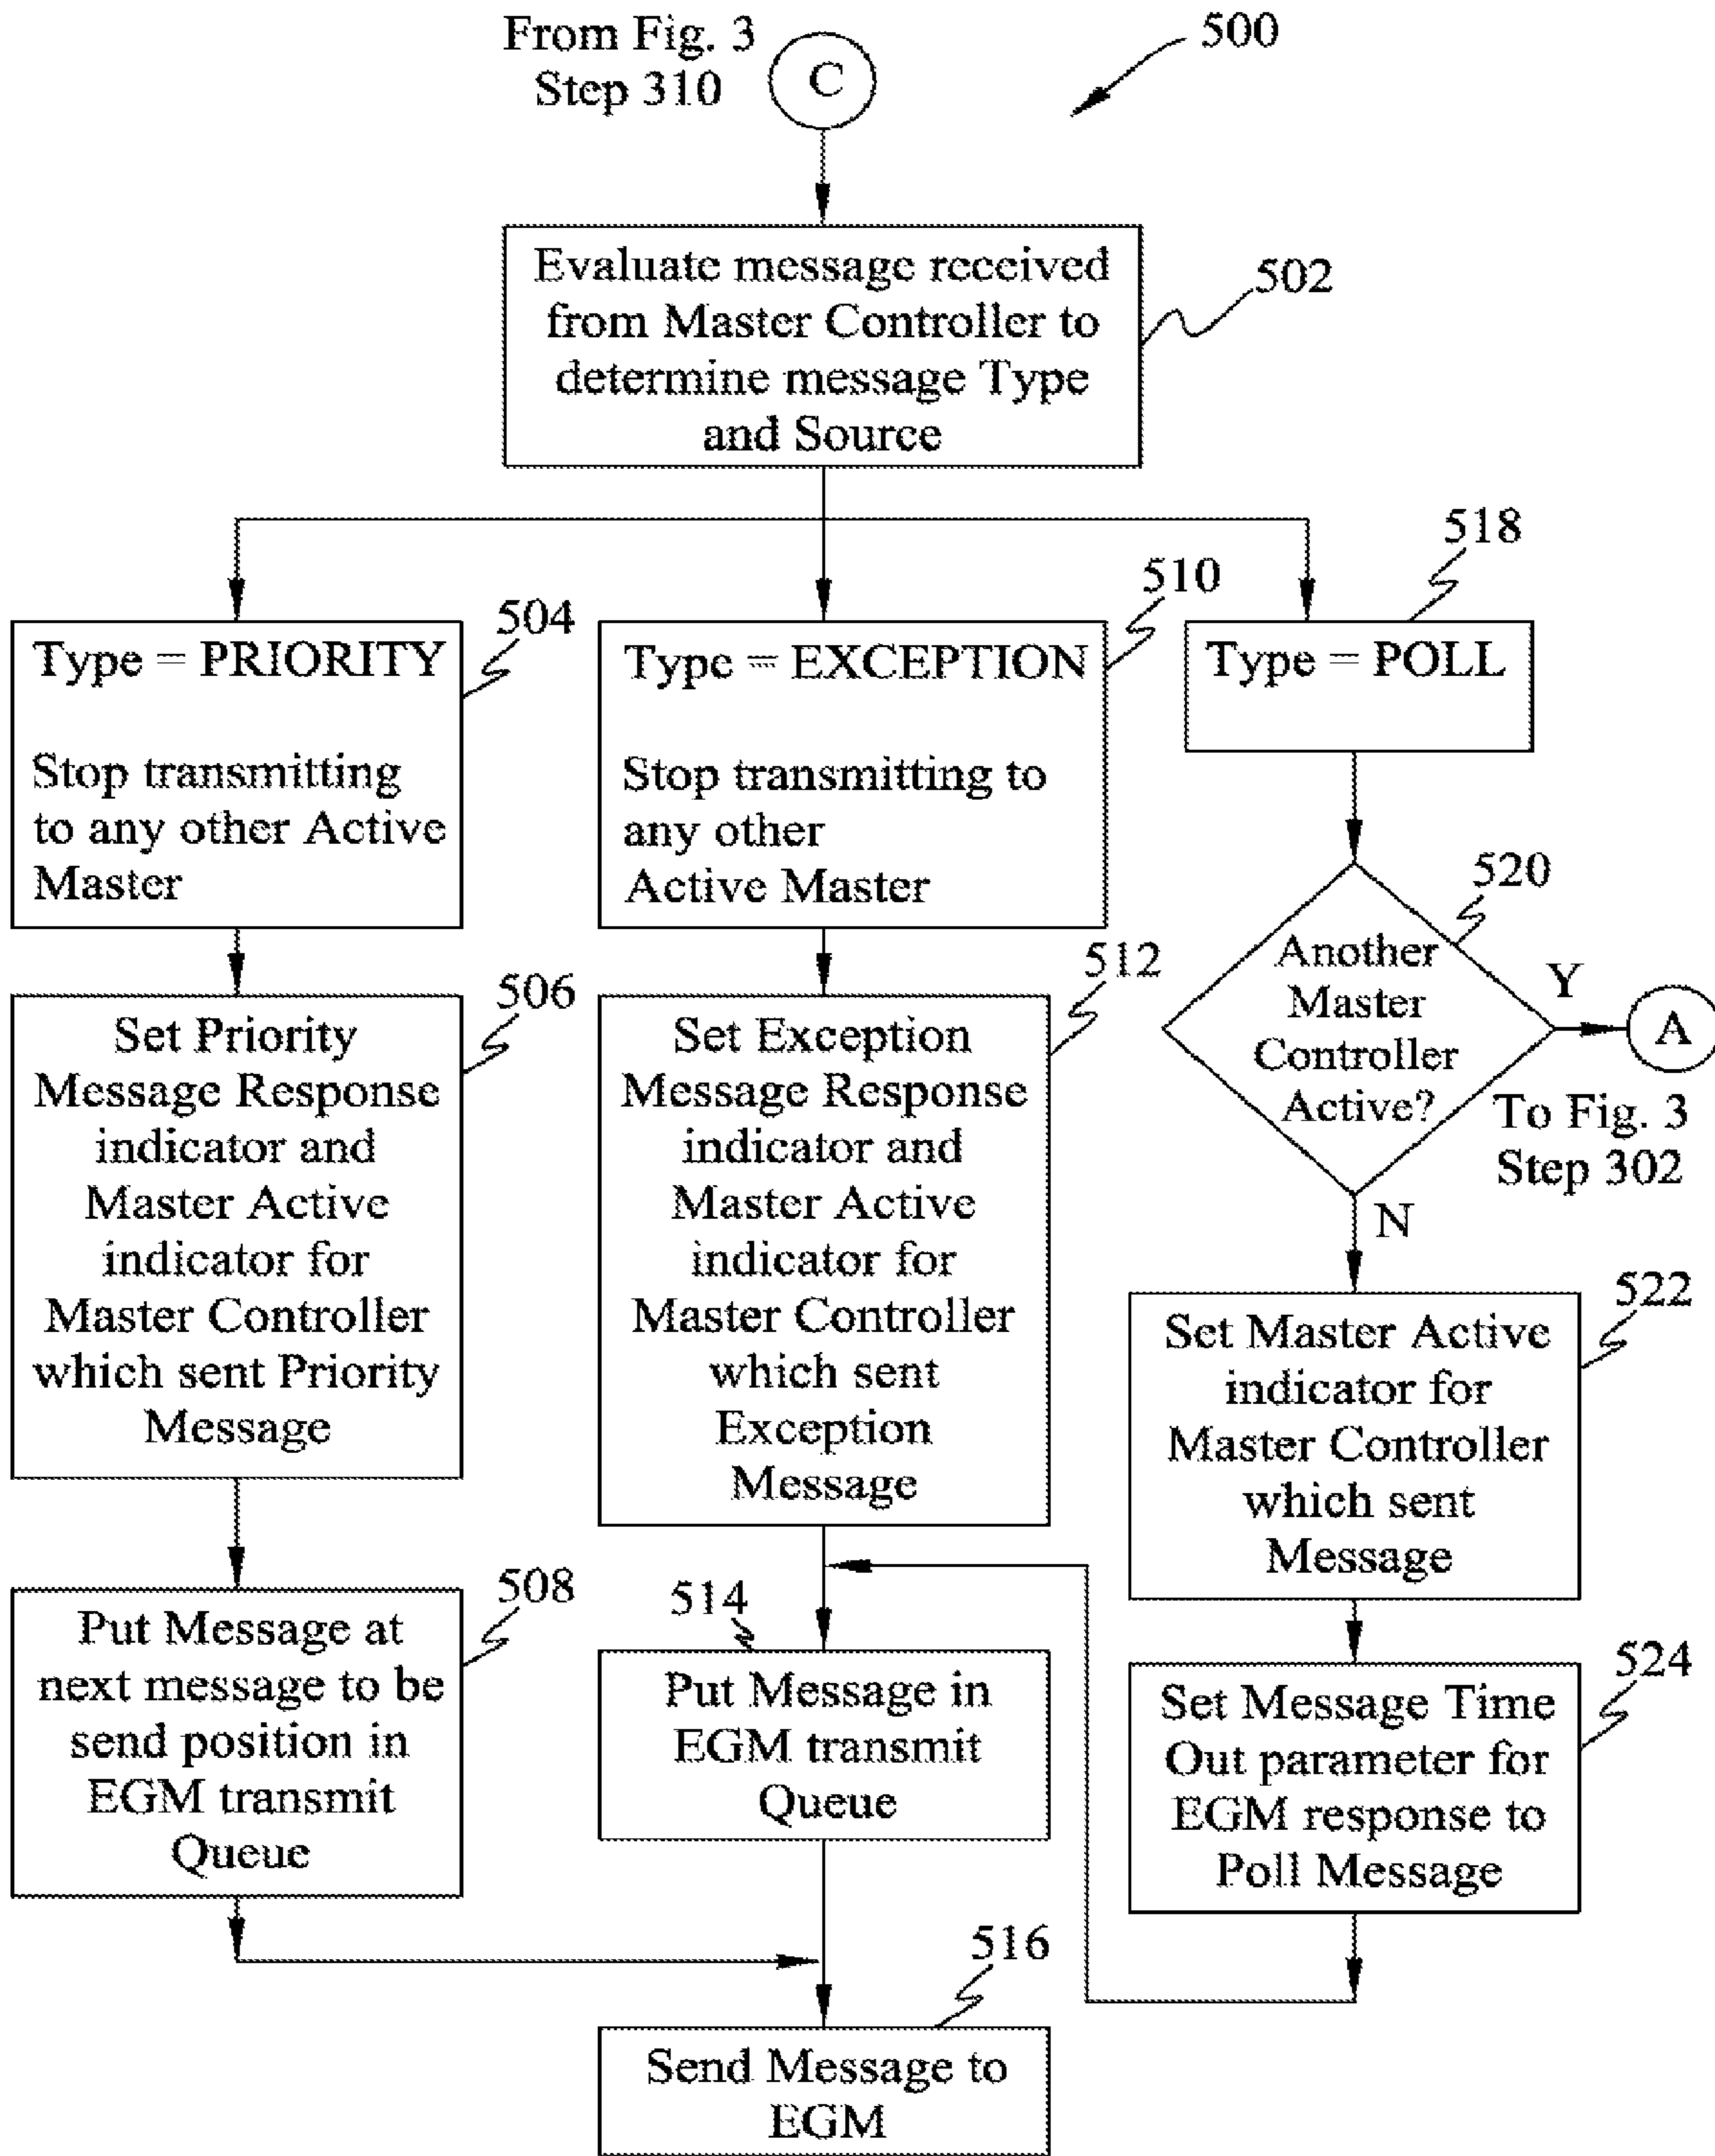 From Fig. 3
Step 310
C
500
Evaluate message received
from Master Controller to
determine message Type
and Source
502
Type = PRIORITY
Stop transmitting
to any other Active
Master
504
Type = EXCEPTION
Stop transmitting to
any other
Active Master
510
Type = POLL
518
Another
Master
Controller
Active?
520
Y
A
To Fig. 3
Step 302
N
Set Priority
Message Response
indicator and
Master Active
indicator for
Master Controller
which sent Priority
Message
506
Set Exception
Message Response
indicator and
Master Active
indicator for
Master Controller
which sent
Exception
Message
512
Set Master Active
indicator for
Master Controller
which sent
Message
522
Put Message at
next message to be
send position in
EGM transmit
Queue
508
514
Put Message in
EGM transmit
Queue
Set Message Time
Out parameter for
EGM response to
Poll Message
524
516
Send Message to
EGM